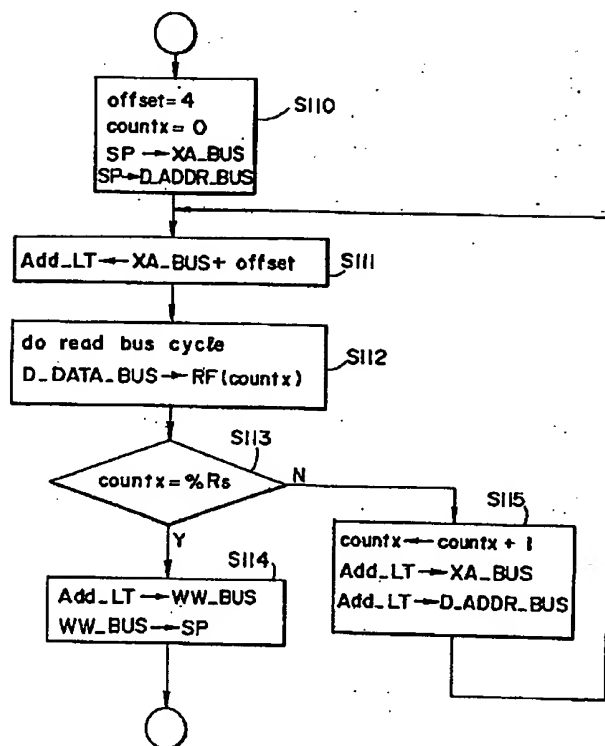 offset=4
countx=0
SP→XA_BUS
SP→D_ADDR_BUS
S110
Add_LT←XA_BUS+ offset
S111
do read bus cycle
D_DATA_BUS→RF(countx)
S112
S113
countx=%Rs
N
Y
S115
countx←countx + 1
Add_LT→XA_BUS
Add_LT→D_ADDR_BUS
S114
Add_LT→WW_BUS
WW_BUS→SP